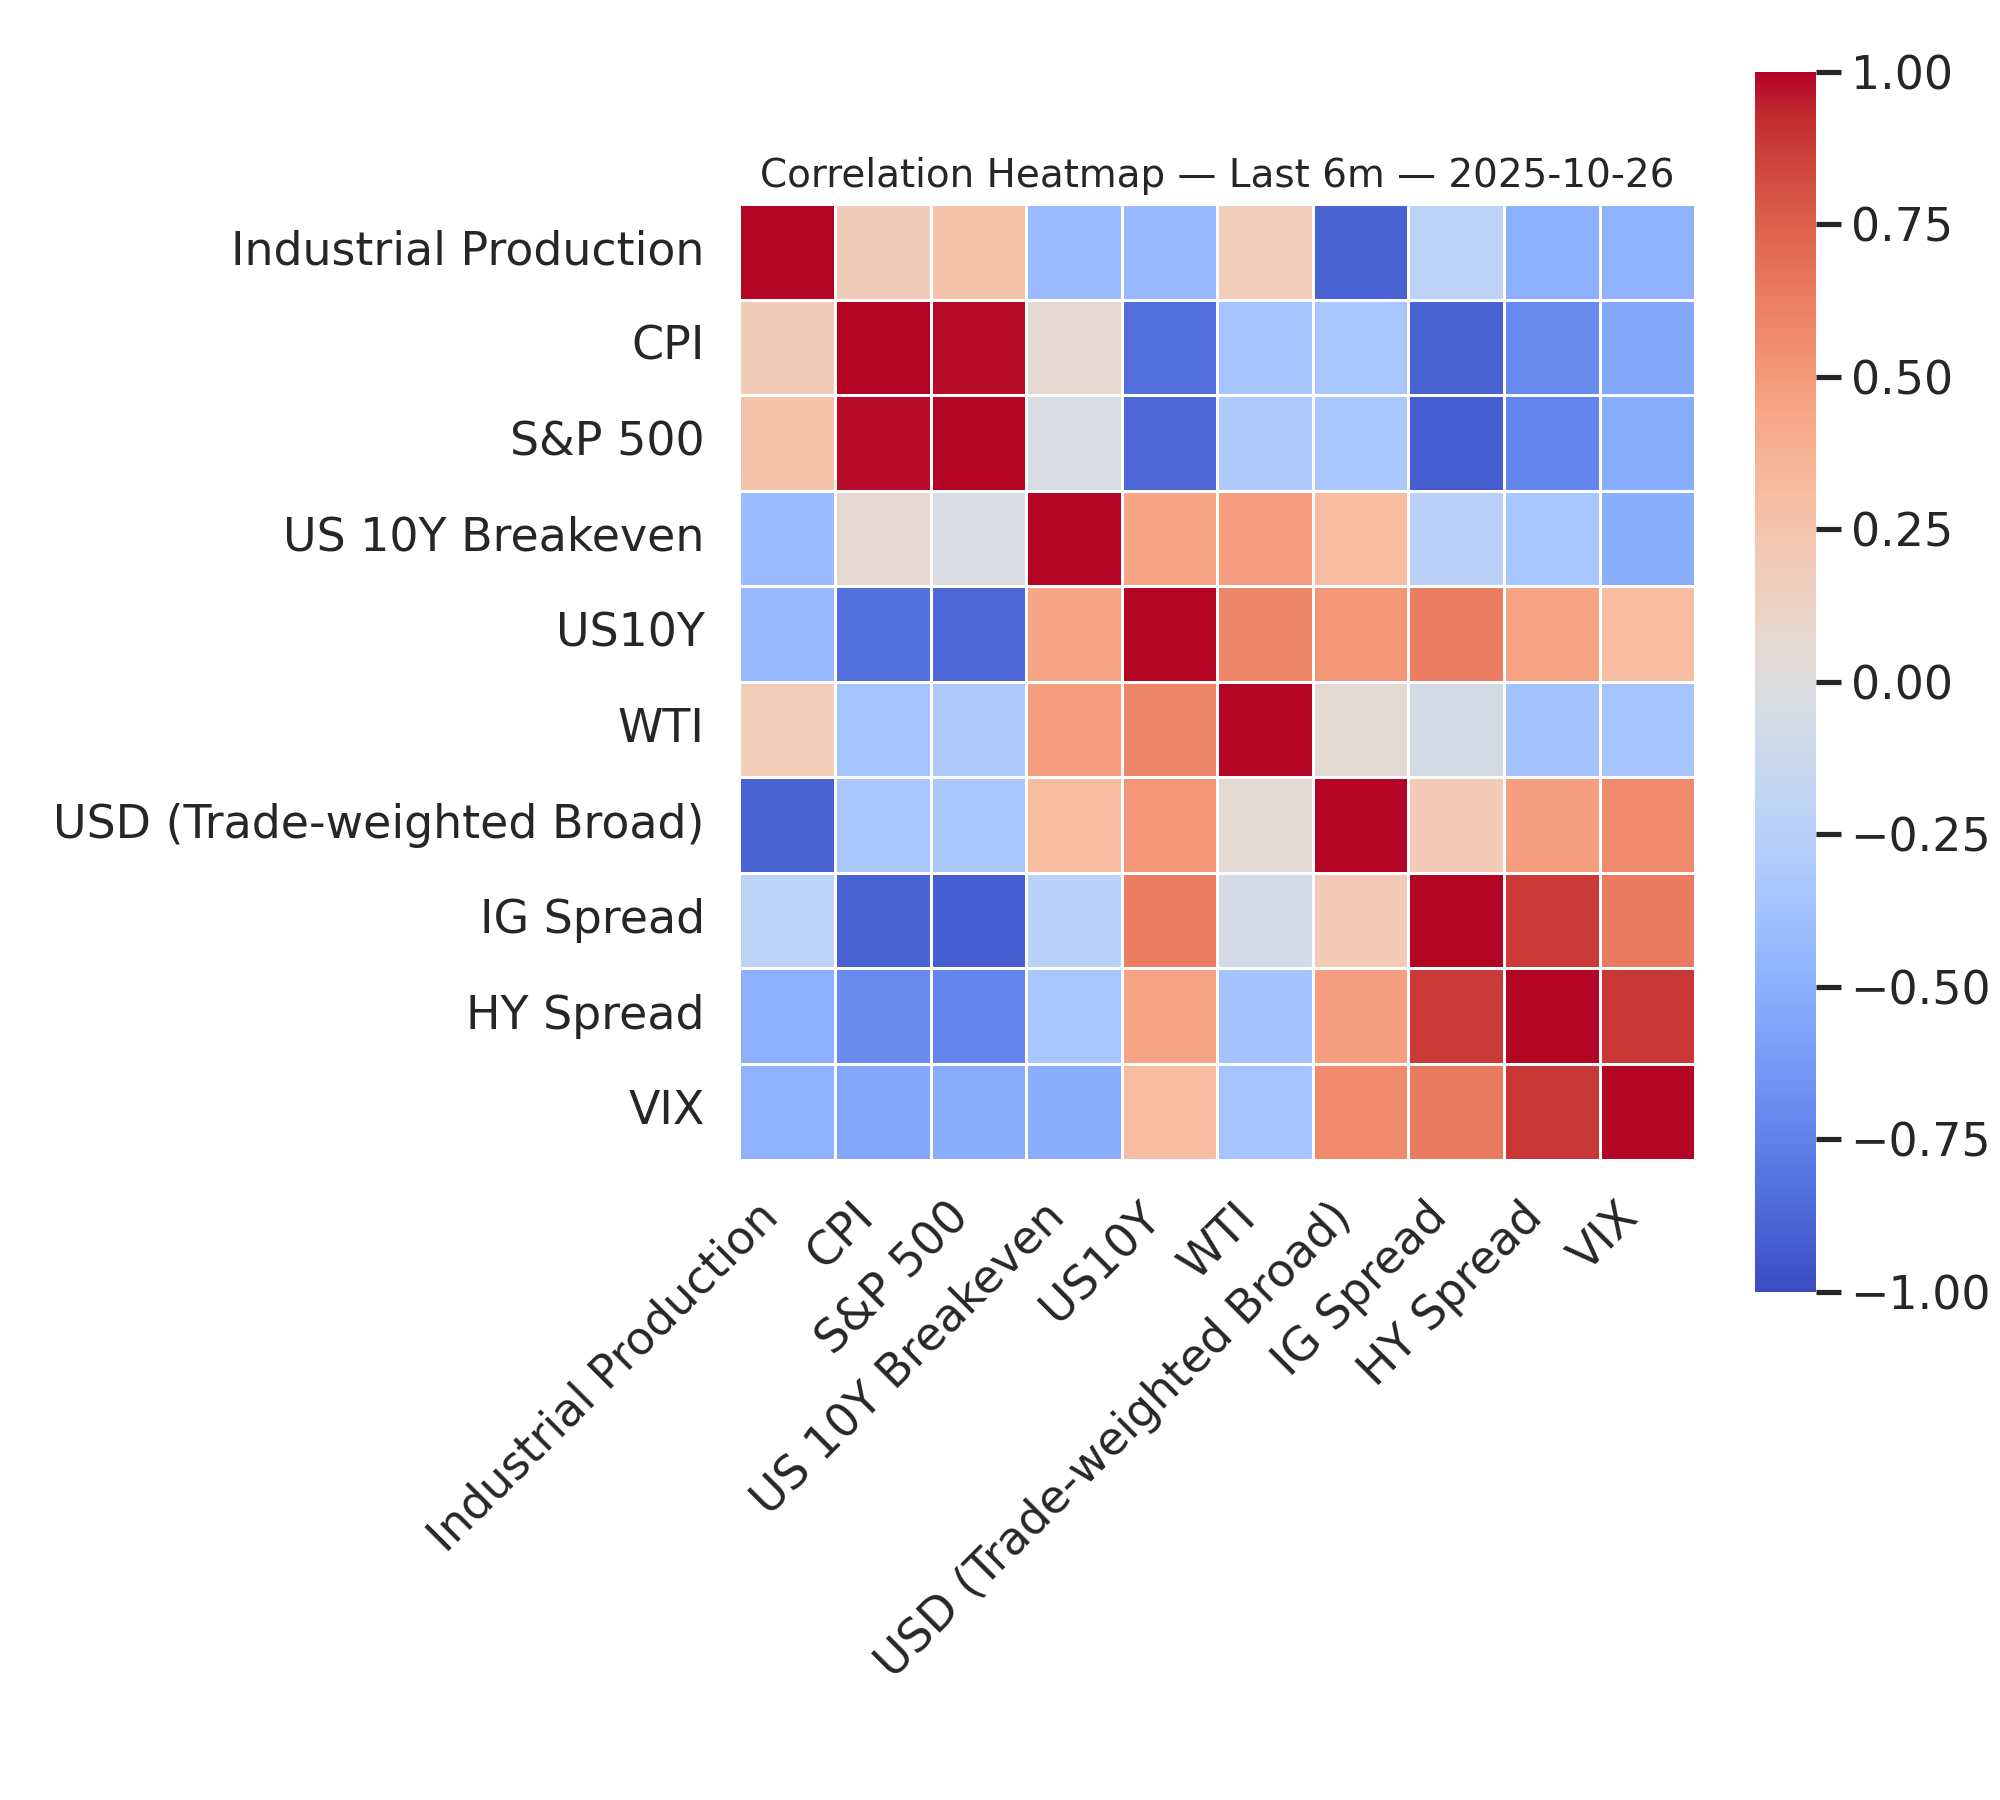 Correlation Heatmap — Last 6m — 2025-10-26
Industrial Production
CPI
S&P 500
US 10Y Breakeven
US10Y
WTI
USD (Trade-weighted Broad)
IG Spread
HY Spread
VIX
Industrial Production
CPI
S&P 500
US 10Y Breakeven
US10Y
WTI
USD (Trade-weighted Broad)
IG Spread
HY Spread
VIX
1.00
0.75
0.50
0.25
0.00
−0.25
−0.50
−0.75
−1.00